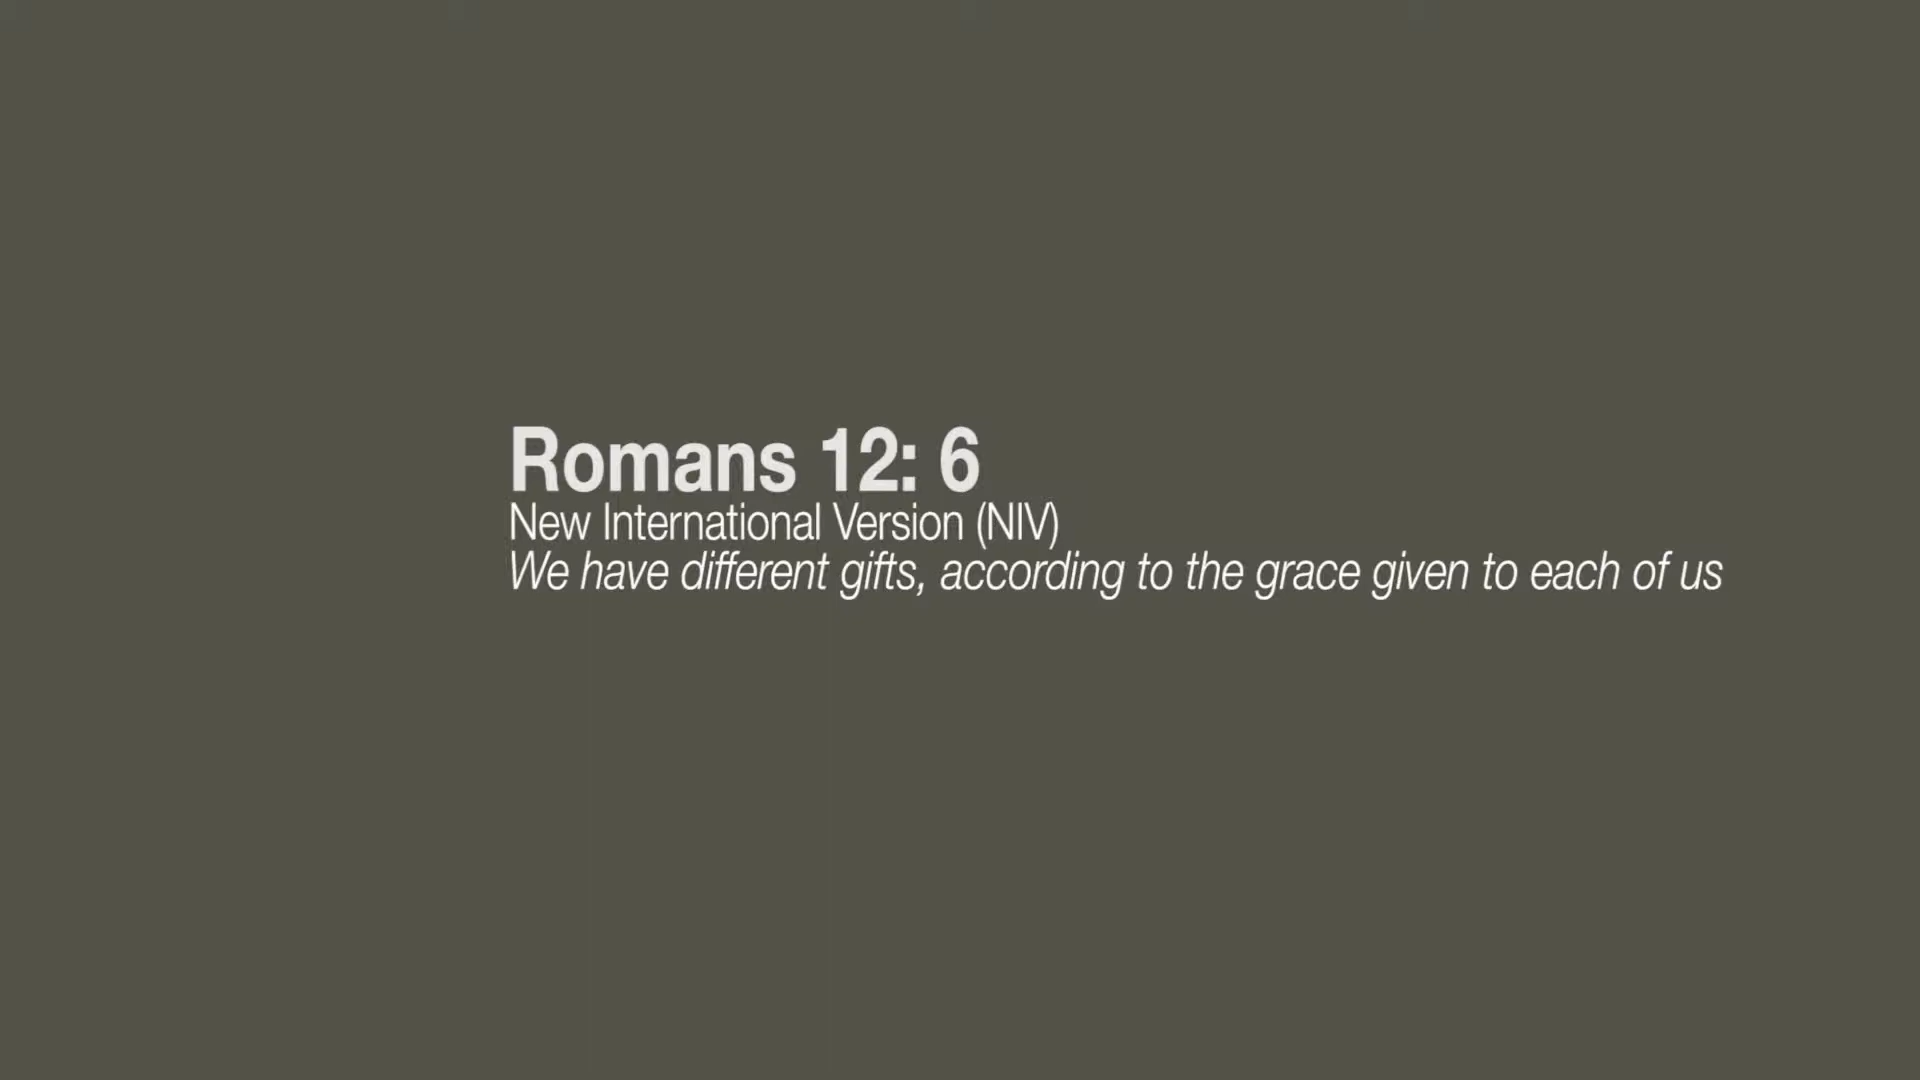 Romans 12: 6
New International Version (NIV)
We have different gifts, according to the grace given to each of us